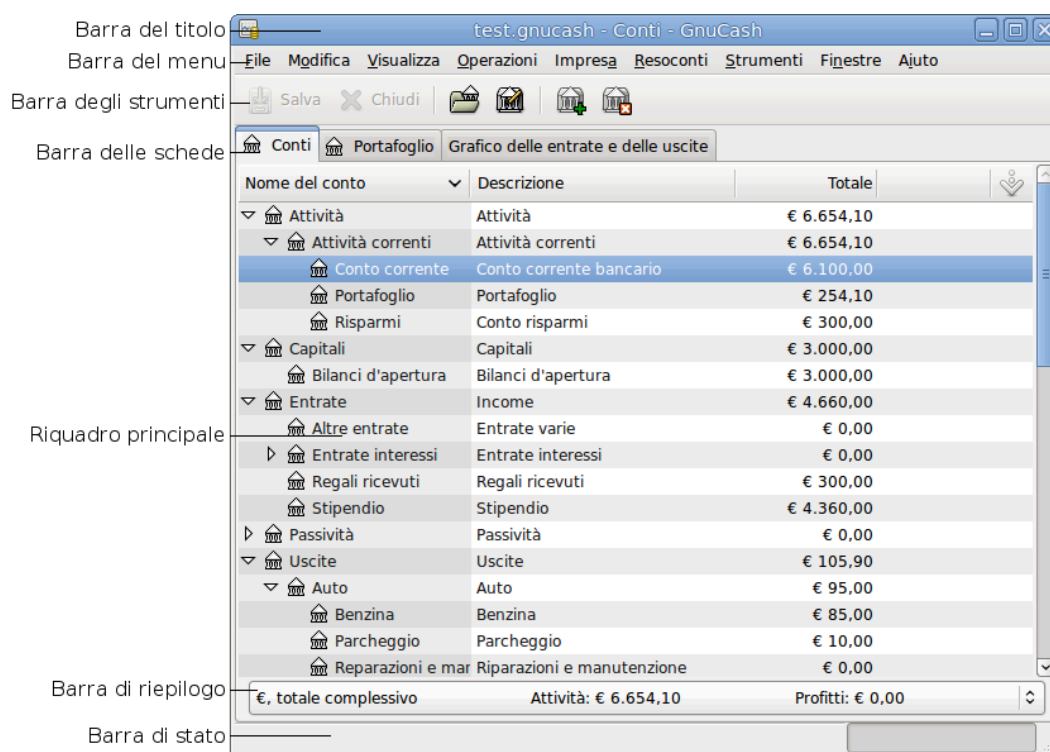 Barra del titolo
test.gnucash - Conti - GnuCash
Barra del menu
File Modifica Visualizza Operazioni Impresa Resoconti Strumenti Finestre Aiuto
Barra degli strumenti
Salva Chiudi
Barra delle schede
Conti Portafoglio Grafico delle entrate e delle uscite
Nome del conto Descrizione Totale
Attività Attività € 6.654,10
Attività correnti Attività correnti € 6.654,10
Conto corrente Conto corrente bancario € 6.100,00
Portafoglio Portafoglio € 254,10
Risparmi Conto risparmi € 300,00
Capitali Capitali € 3.000,00
Bilanci d'apertura Bilanci d'apertura € 3.000,00
Entrate Income € 4.660,00
Riquadro principale
Altre entrate Entrate varie € 0,00
Entrate interessi Entrate interessi € 0,00
Regali ricevuti Regali ricevuti € 300,00
Stipendio Stipendio € 4.360,00
Passività Passività € 0,00
Uscite Uscite € 105,90
Auto Auto € 95,00
Benzina Benzina € 85,00
Parcheggio Parcheggio € 10,00
Reparazioni e mar Riparazioni e manutenzione € 0,00
Barra di riepilogo
€, totale complessivo Attività: € 6.654,10 Profitti: € 0,00
Barra di stato